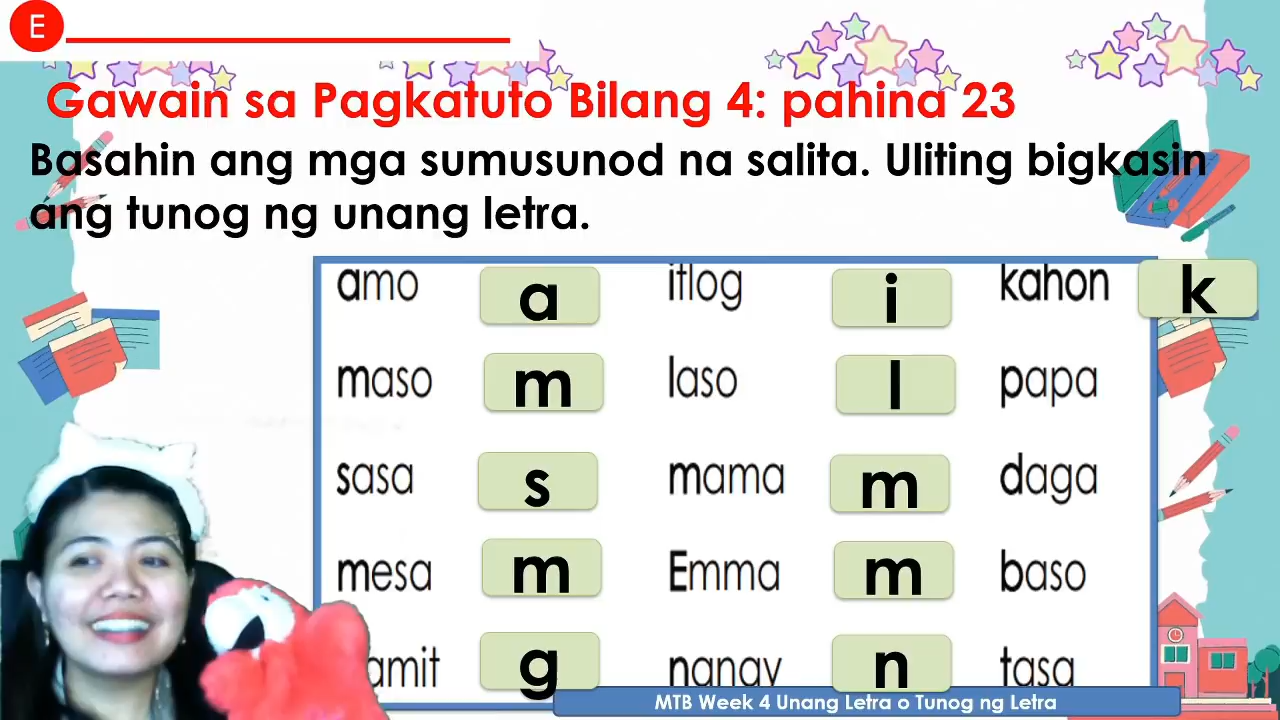 E
Gawain sa Pagkatuto Bilang 4: pahina 23
Basahin ang mga sumusunod na salita. Uliting bigkasin
ang tunog ng unang letra.
amo a itlog i kahon k
maso m laso l papa
sasa s mama m daga
mesa m Emma m baso
amit g nanay n tasa
MTB Week 4 Unang Letra o Tunog ng Letra